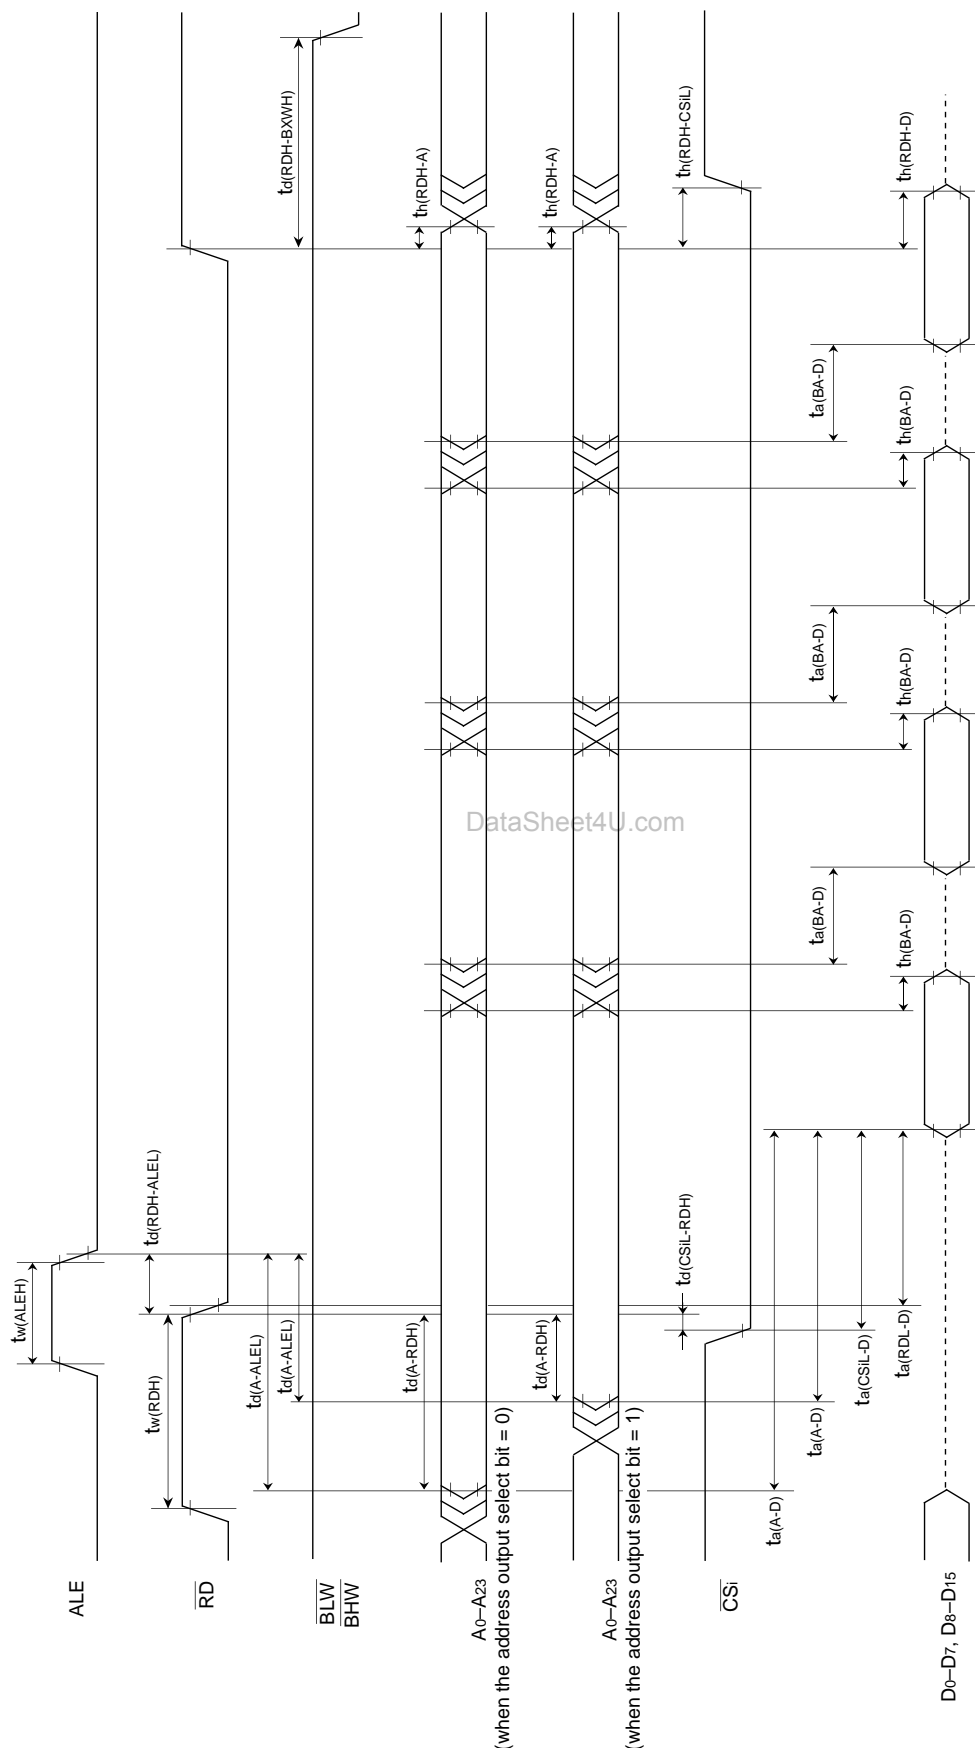 ALE
tw(ALEH)
td(RDH-ALEL)
RD
tw(RDH)
td(A-ALEL)
td(A-ALEL)
td(RDH-BXWH)
BLW
BHW
A0–A23
(when the address output select bit = 0)
td(A-RDH)
th(RDH-A)
A0–A23
(when the address output select bit = 1)
td(A-RDH)
th(RDH-A)
CSi
td(CSiL-RDH)
th(RDH-CSiL)
ta(A-D)
ta(A-D)
ta(CSiL-D)
ta(RDL-D)
ta(BA-D)
ta(BA-D)
ta(BA-D)
th(BA-D)
th(BA-D)
th(BA-D)
th(RDH-D)
D0–D7, D8–D15
DataSheet4U.com